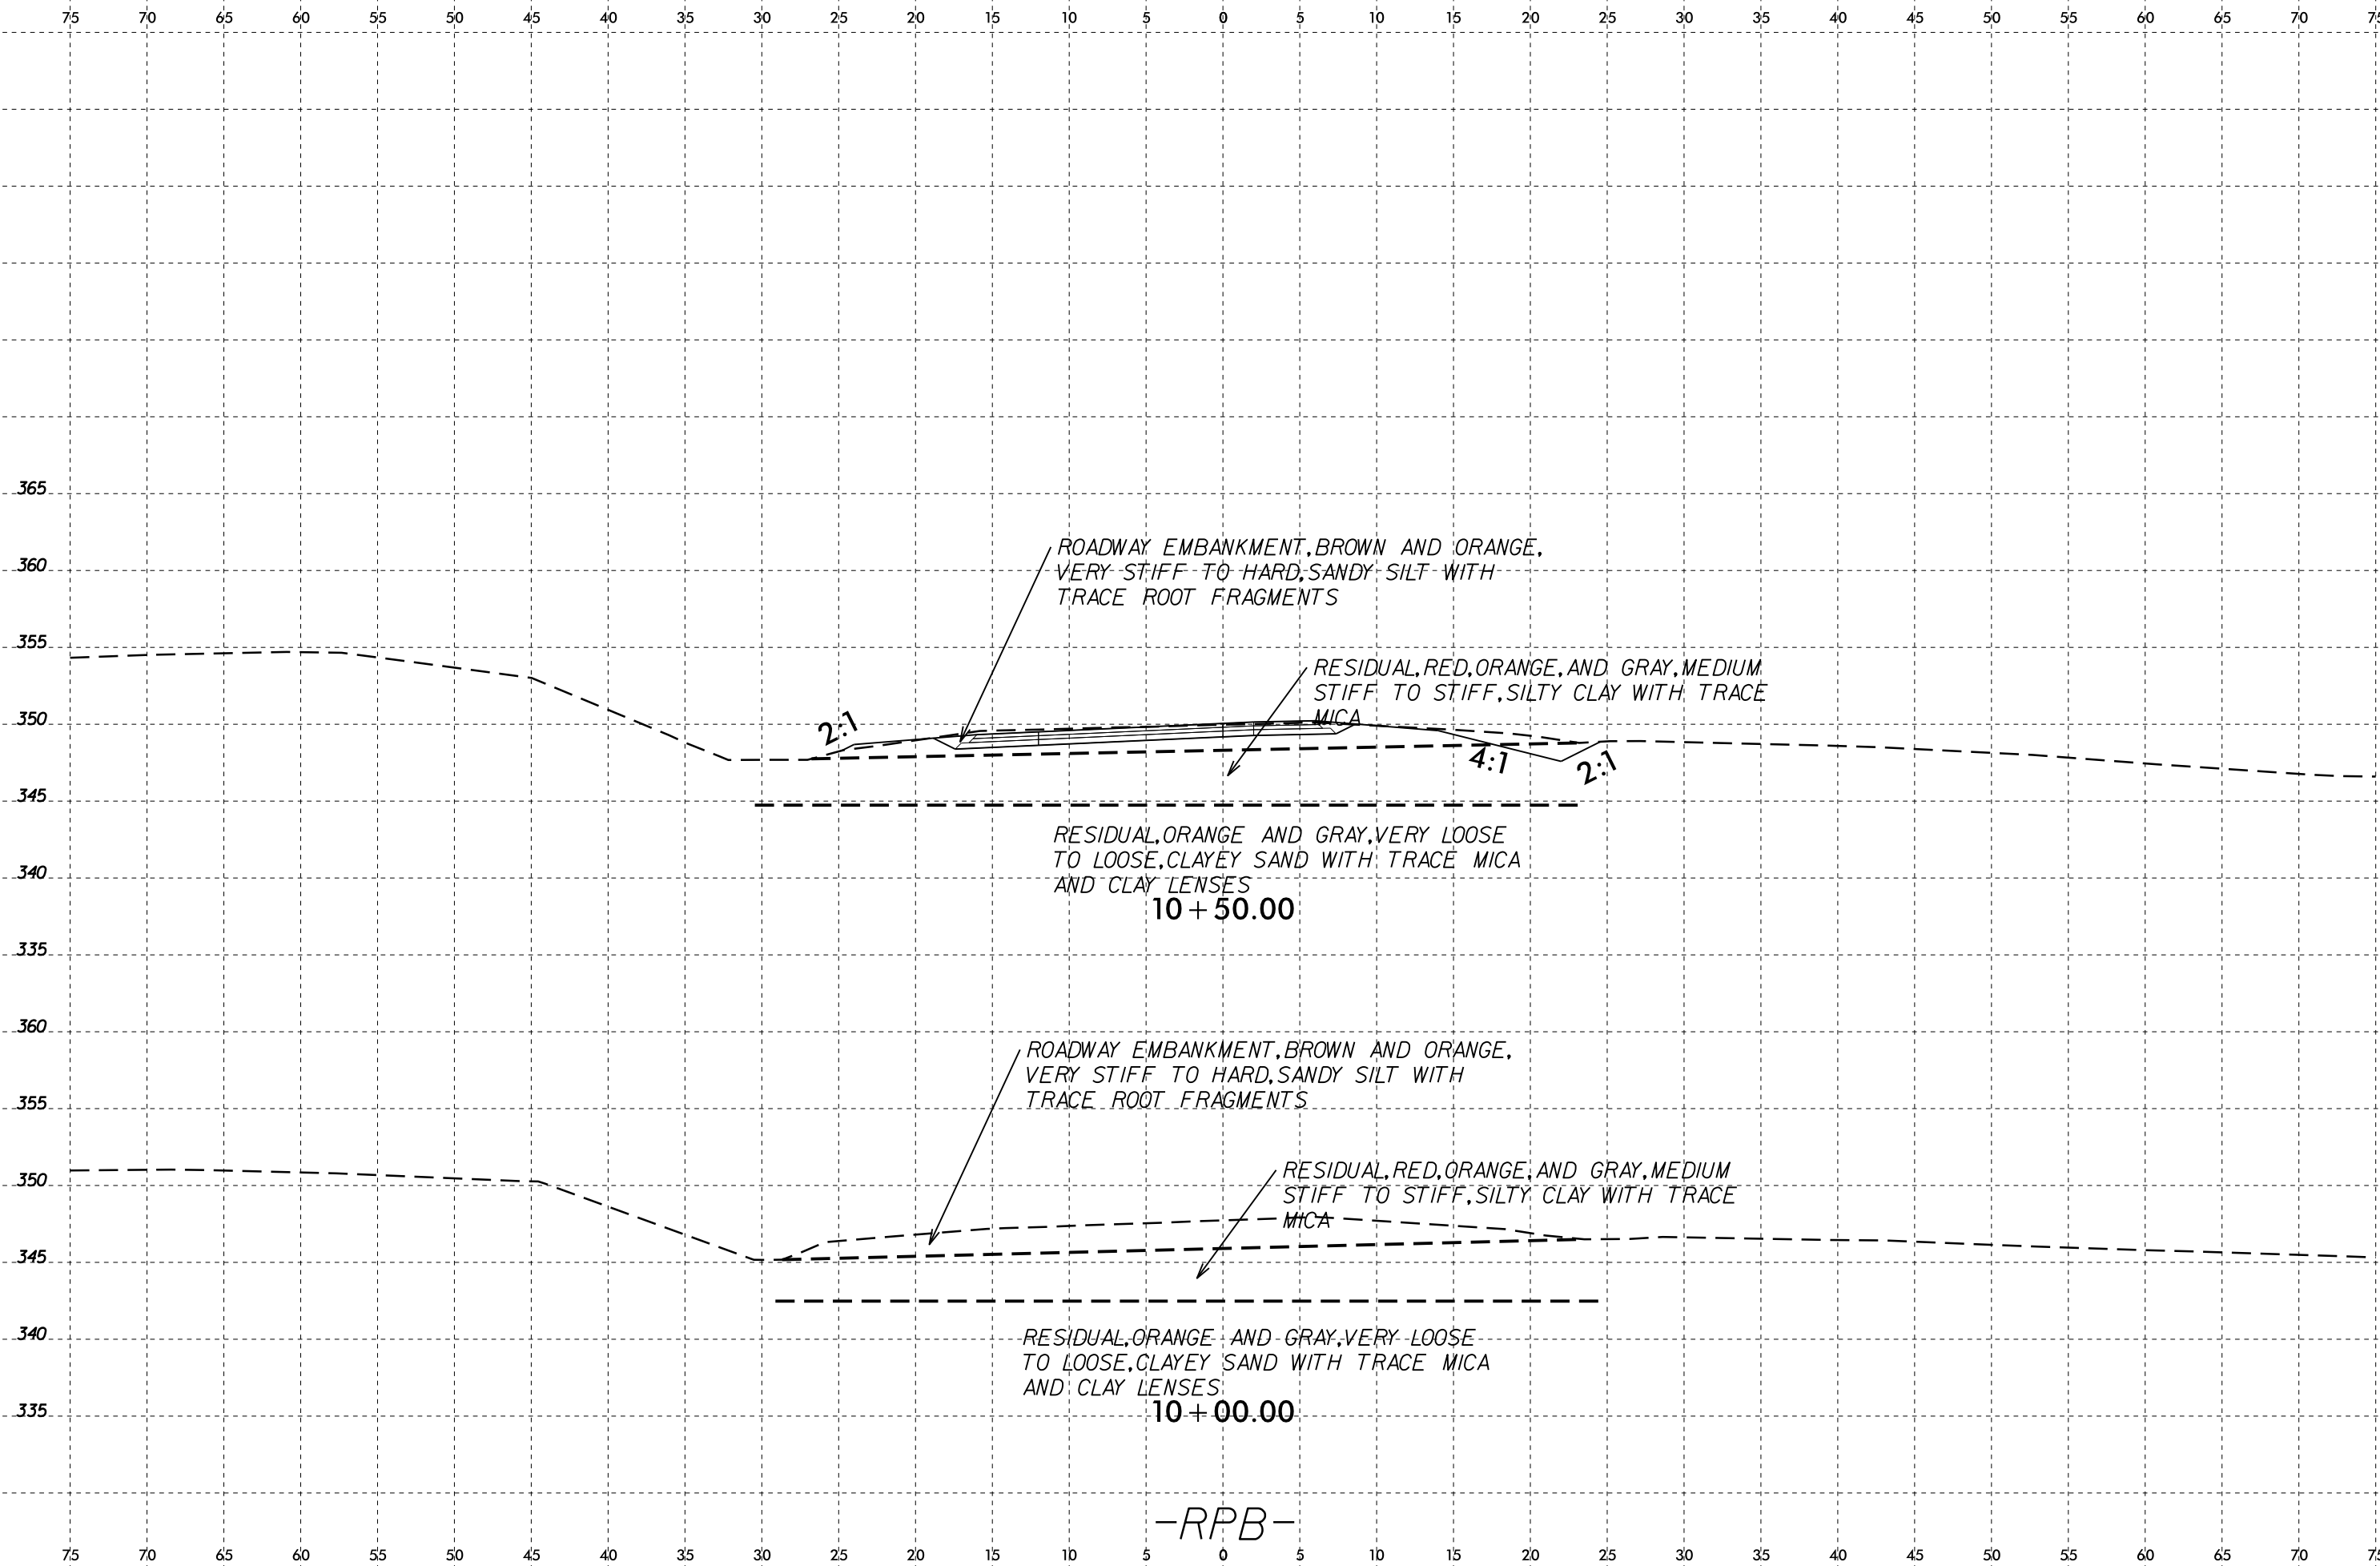 75 70 65 60 55 50 45 40 35 30 25 20 15 10 5 0 5 10 15 20 25 30 35 40 45 50 55 60 65 70 75
365
ROADWAY EMBANKMENT, BROWN AND ORANGE,
360
VERY STIFF TO HARD, SANDY SILT WITH
TRACE ROOT FRAGMENTS
355
RESIDUAL, RED, ORANGE, AND GRAY, MEDIUM
STIFF TO STIFF, SILTY CLAY WITH TRACE
MICA
350
2:1
4:1
2:1
345
RESIDUAL, ORANGE AND GRAY, VERY LOOSE
TO LOOSE, CLAYEY SAND WITH TRACE MICA
340
AND CLAY LENSES
10+50.00
335
360
ROADWAY EMBANKMENT, BROWN AND ORANGE,
VERY STIFF TO HARD, SANDY SILT WITH
TRACE ROOT FRAGMENTS
355
RESIDUAL, RED, ORANGE, AND GRAY, MEDIUM
350
STIFF TO STIFF, SILTY CLAY WITH TRACE
MICA
345
340
RESIDUAL, ORANGE AND GRAY, VERY LOOSE
TO LOOSE, CLAYEY SAND WITH TRACE MICA
AND CLAY LENSES
335
10+00.00
-RPB-
75 70 65 60 55 50 45 40 35 30 25 20 15 10 5 0 5 10 15 20 25 30 35 40 45 50 55 60 65 70 75